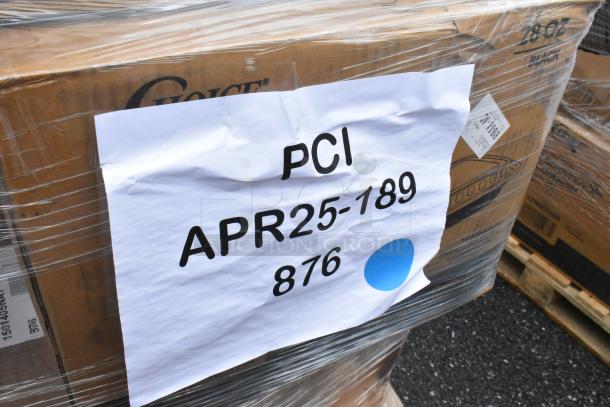 CHOICE®
28 OZ
BLACK
PCI
APR25-189
876